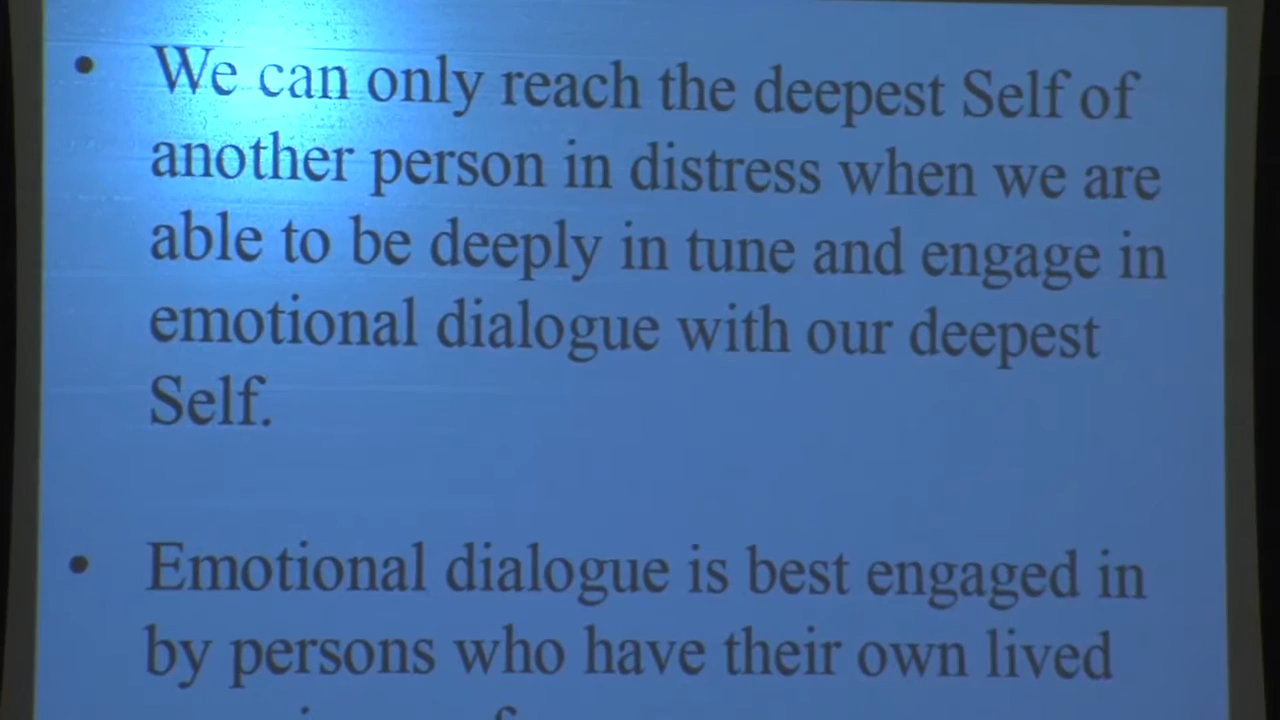 • We can only reach the deepest Self of
another person in distress when we are
able to be deeply in tune and engage in
emotional dialogue with our deepest
Self.
• Emotional dialogue is best engaged in
by persons who have their own lived